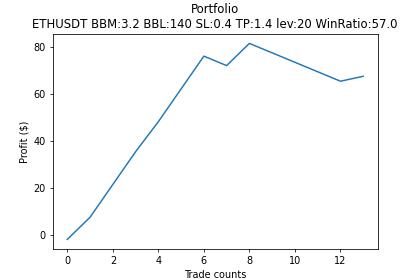 Portfolio
ETHUSDT BBM:3.2 BBL:140 SL:0.4 TP:1.4 lev:20 WinRatio:57.0
80
60
40
20
0
Profit ($)
0 2 4 6 8 10 12
Trade counts